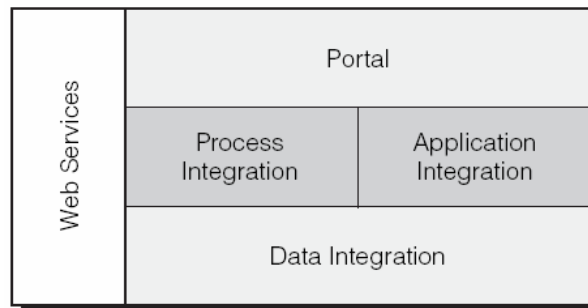 Web Services
Portal
Process
Integration
Application
Integration
Data Integration